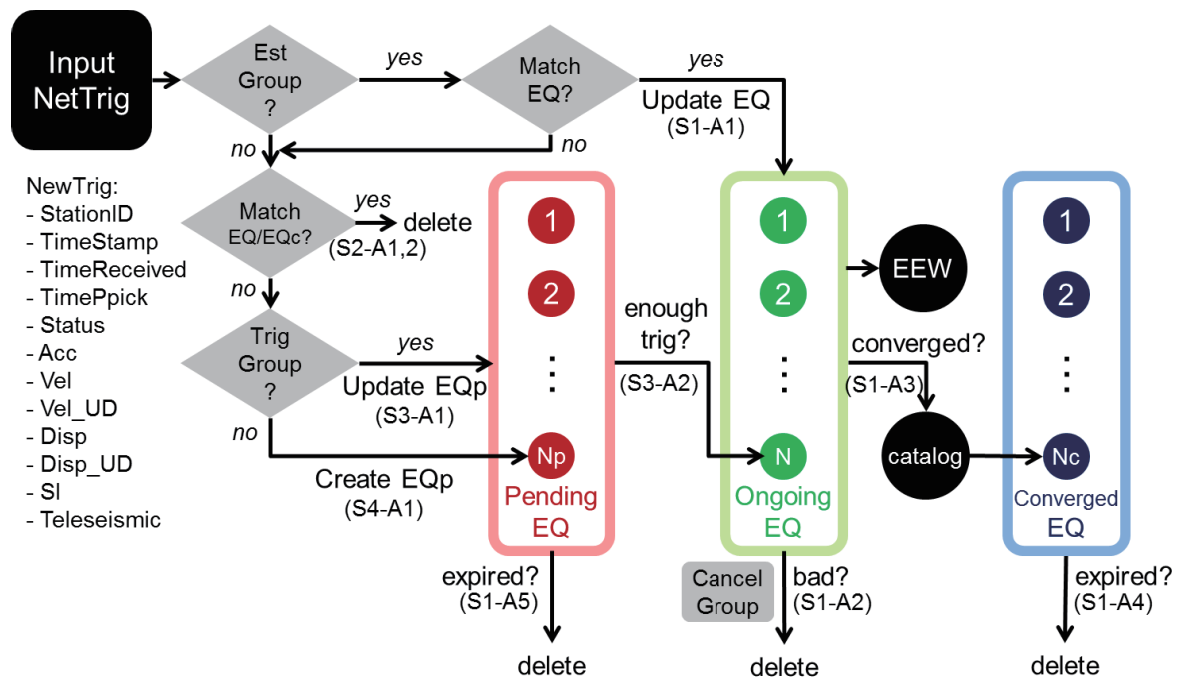 Input
NetTrig
Est
Group
?
yes
Match
EQ?
yes
Update EQ
(S1-A1)
no
no
NewTrig:
- StationID
- TimeStamp
- TimeReceived
- TimePpick
- Status
- Acc
- Vel
- Vel_UD
- Disp
- Disp_UD
- SI
- Teleseismic
Match
EQ/EQc?
yes
delete
(S2-A1,2)
no
Trig
Group
?
yes
Update EQp
(S3-A1)
no
Create EQp
(S4-A1)
1
2
⋮
Np
Pending
EQ
enough
trig?
(S3-A2)
1
2
⋮
N
Ongoing
EQ
EEW
converged?
(S1-A3)
catalog
1
2
⋮
Nc
Converged
EQ
expired?
(S1-A5)
delete
Cancel
Group
bad?
(S1-A2)
delete
expired?
(S1-A4)
delete